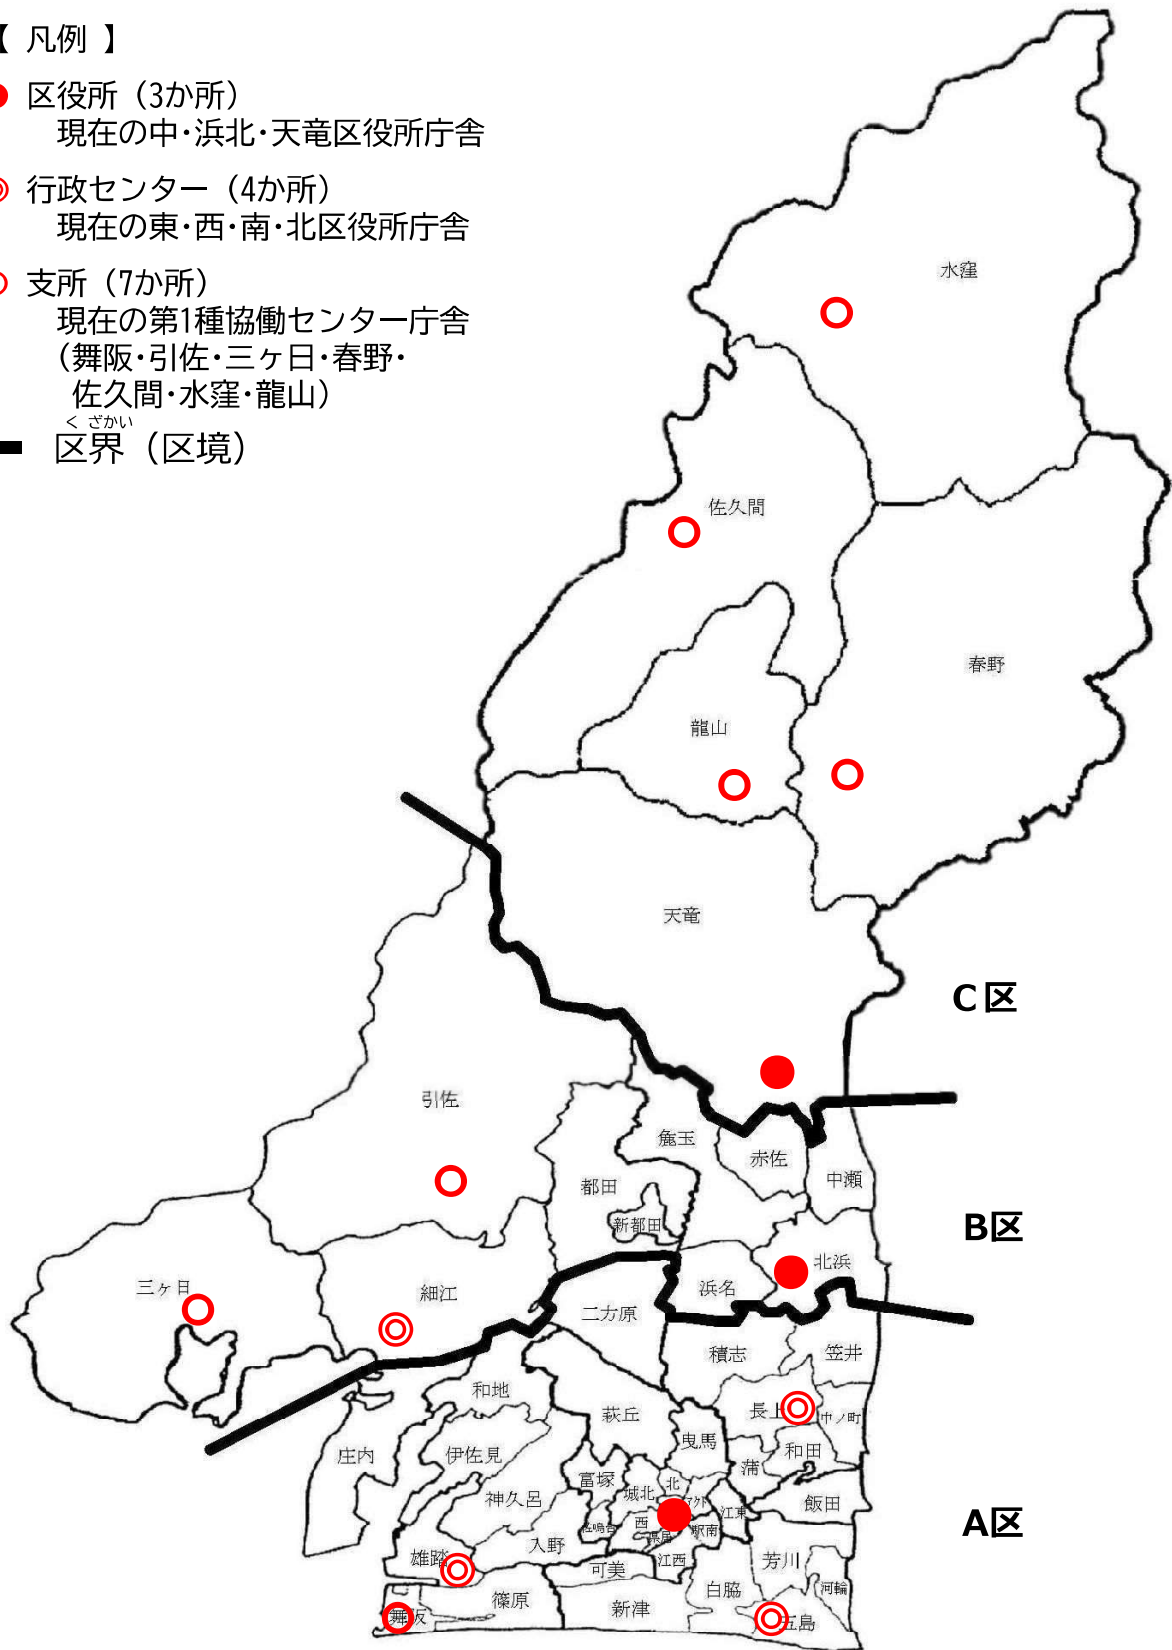 【 凡例 】
区役所（3か所）
現在の中・浜北・天竜区役所庁舎
行政センター（4か所）
現在の東・西・南・北区役所庁舎
支所（7か所）
現在の第1種協働センター庁舎
（舞阪・引佐・三ヶ日・春野・
佐久間・水窪・龍山）
く ざかい
区界（区境）
水窪
佐久間
春野
龍山
天竜
C区
引佐
麁玉
赤佐
中瀬
都田
新都田
B区
北浜
三ヶ日
細江
浜名
三方原
積志
笠井
和地
長上
中ノ町
萩丘
曳馬
庄内
伊佐見
蒲
和田
富塚
城北
北
神久呂
アクト
江東
飯田
西
佐鳴台
県居
駅南
入野
A区
雄踏
可美
江西
芳川
白脇
河輪
篠原
新津
舞阪
五島